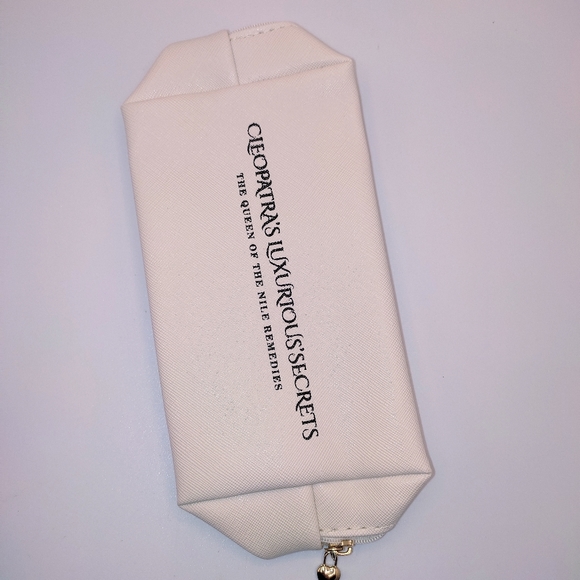 CLEOPATRA'S LUXURIOUS'SECRETS
THE QUEEN OF THE NILE REMEDIES